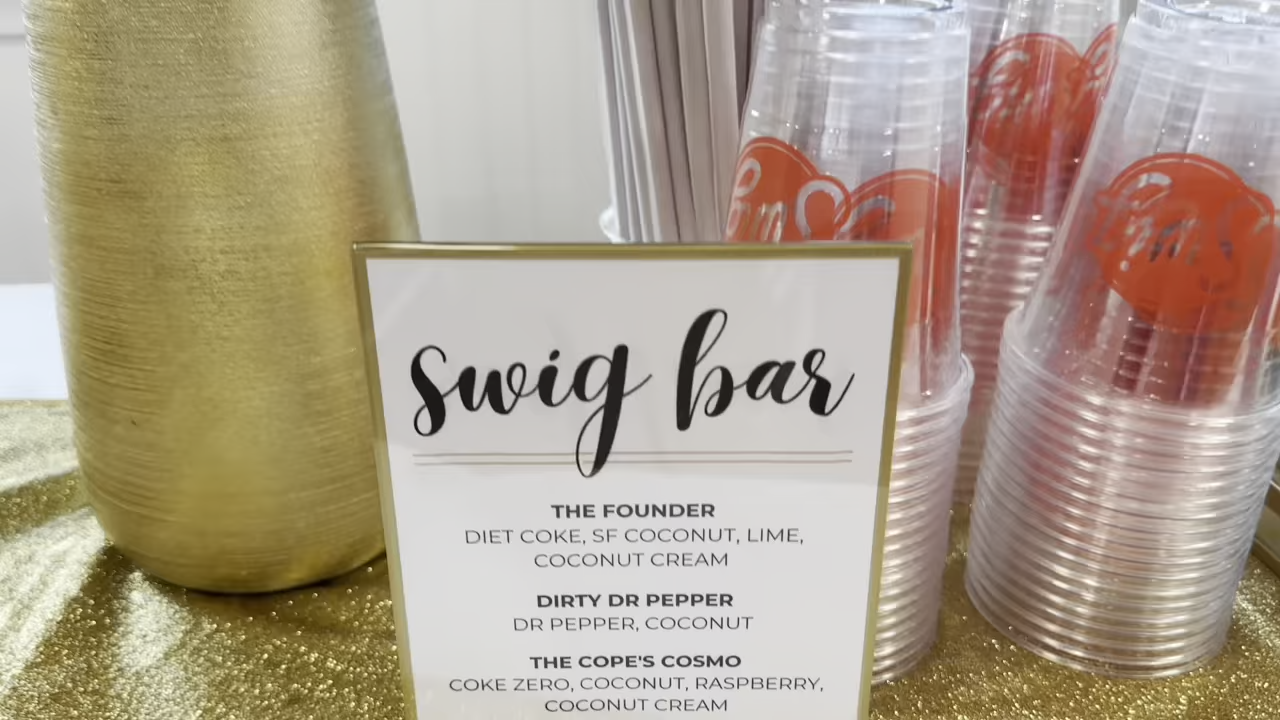 swig bar
THE FOUNDER
DIET COKE, SF COCONUT, LIME,
COCONUT CREAM
DIRTY DR PEPPER
DR PEPPER, COCONUT
THE COPE'S COSMO
COKE ZERO, COCONUT, RASPBERRY,
COCONUT CREAM